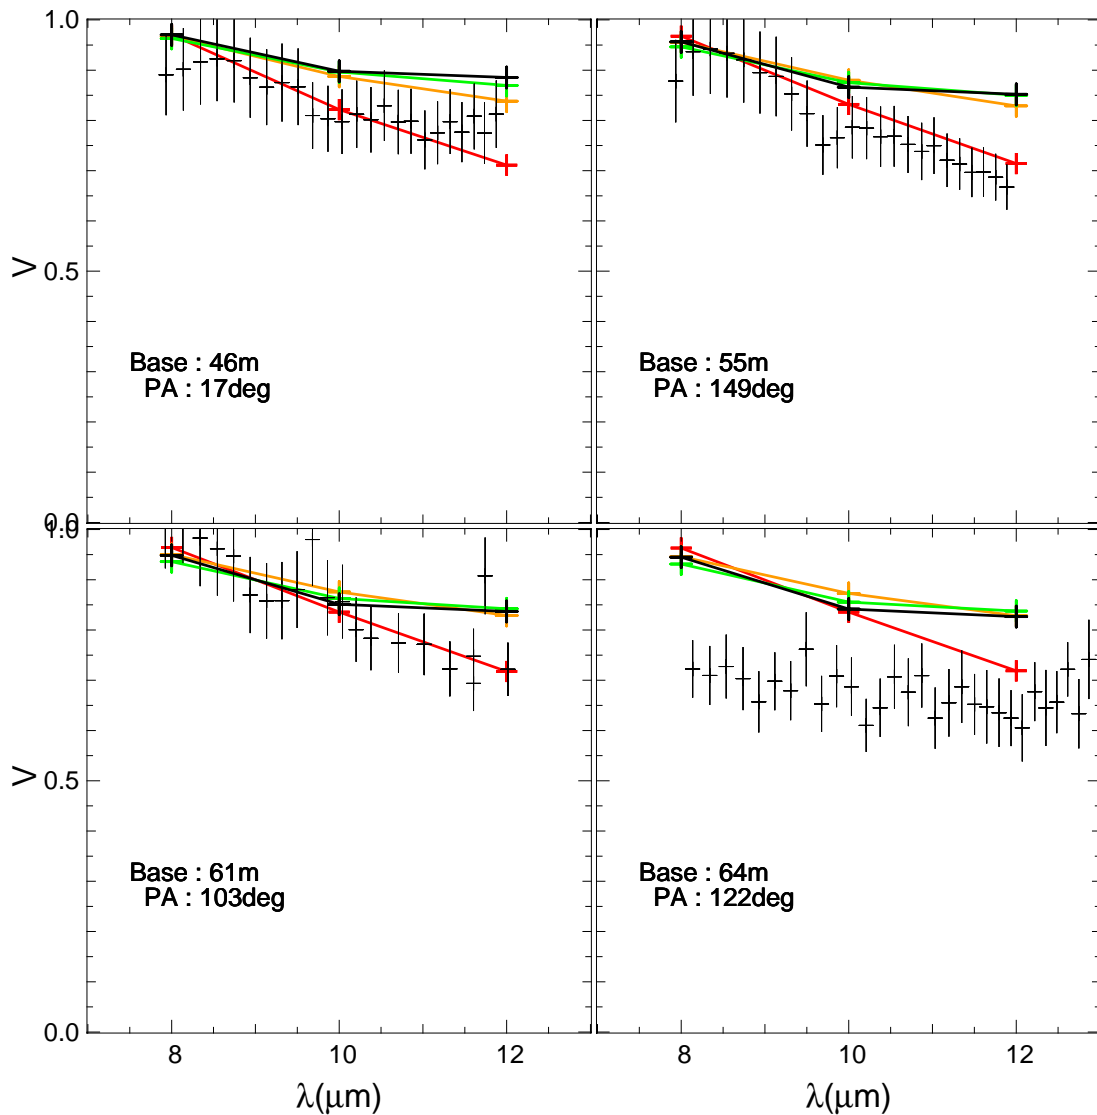 1.0
V
0.5
Base : 46m
PA : 17deg
Base : 55m
PA : 149deg
0.0
1.0
V
0.5
Base : 61m
PA : 103deg
Base : 64m
PA : 122deg
0.0
8 10 12 8 10 12
λ(μm) λ(μm)